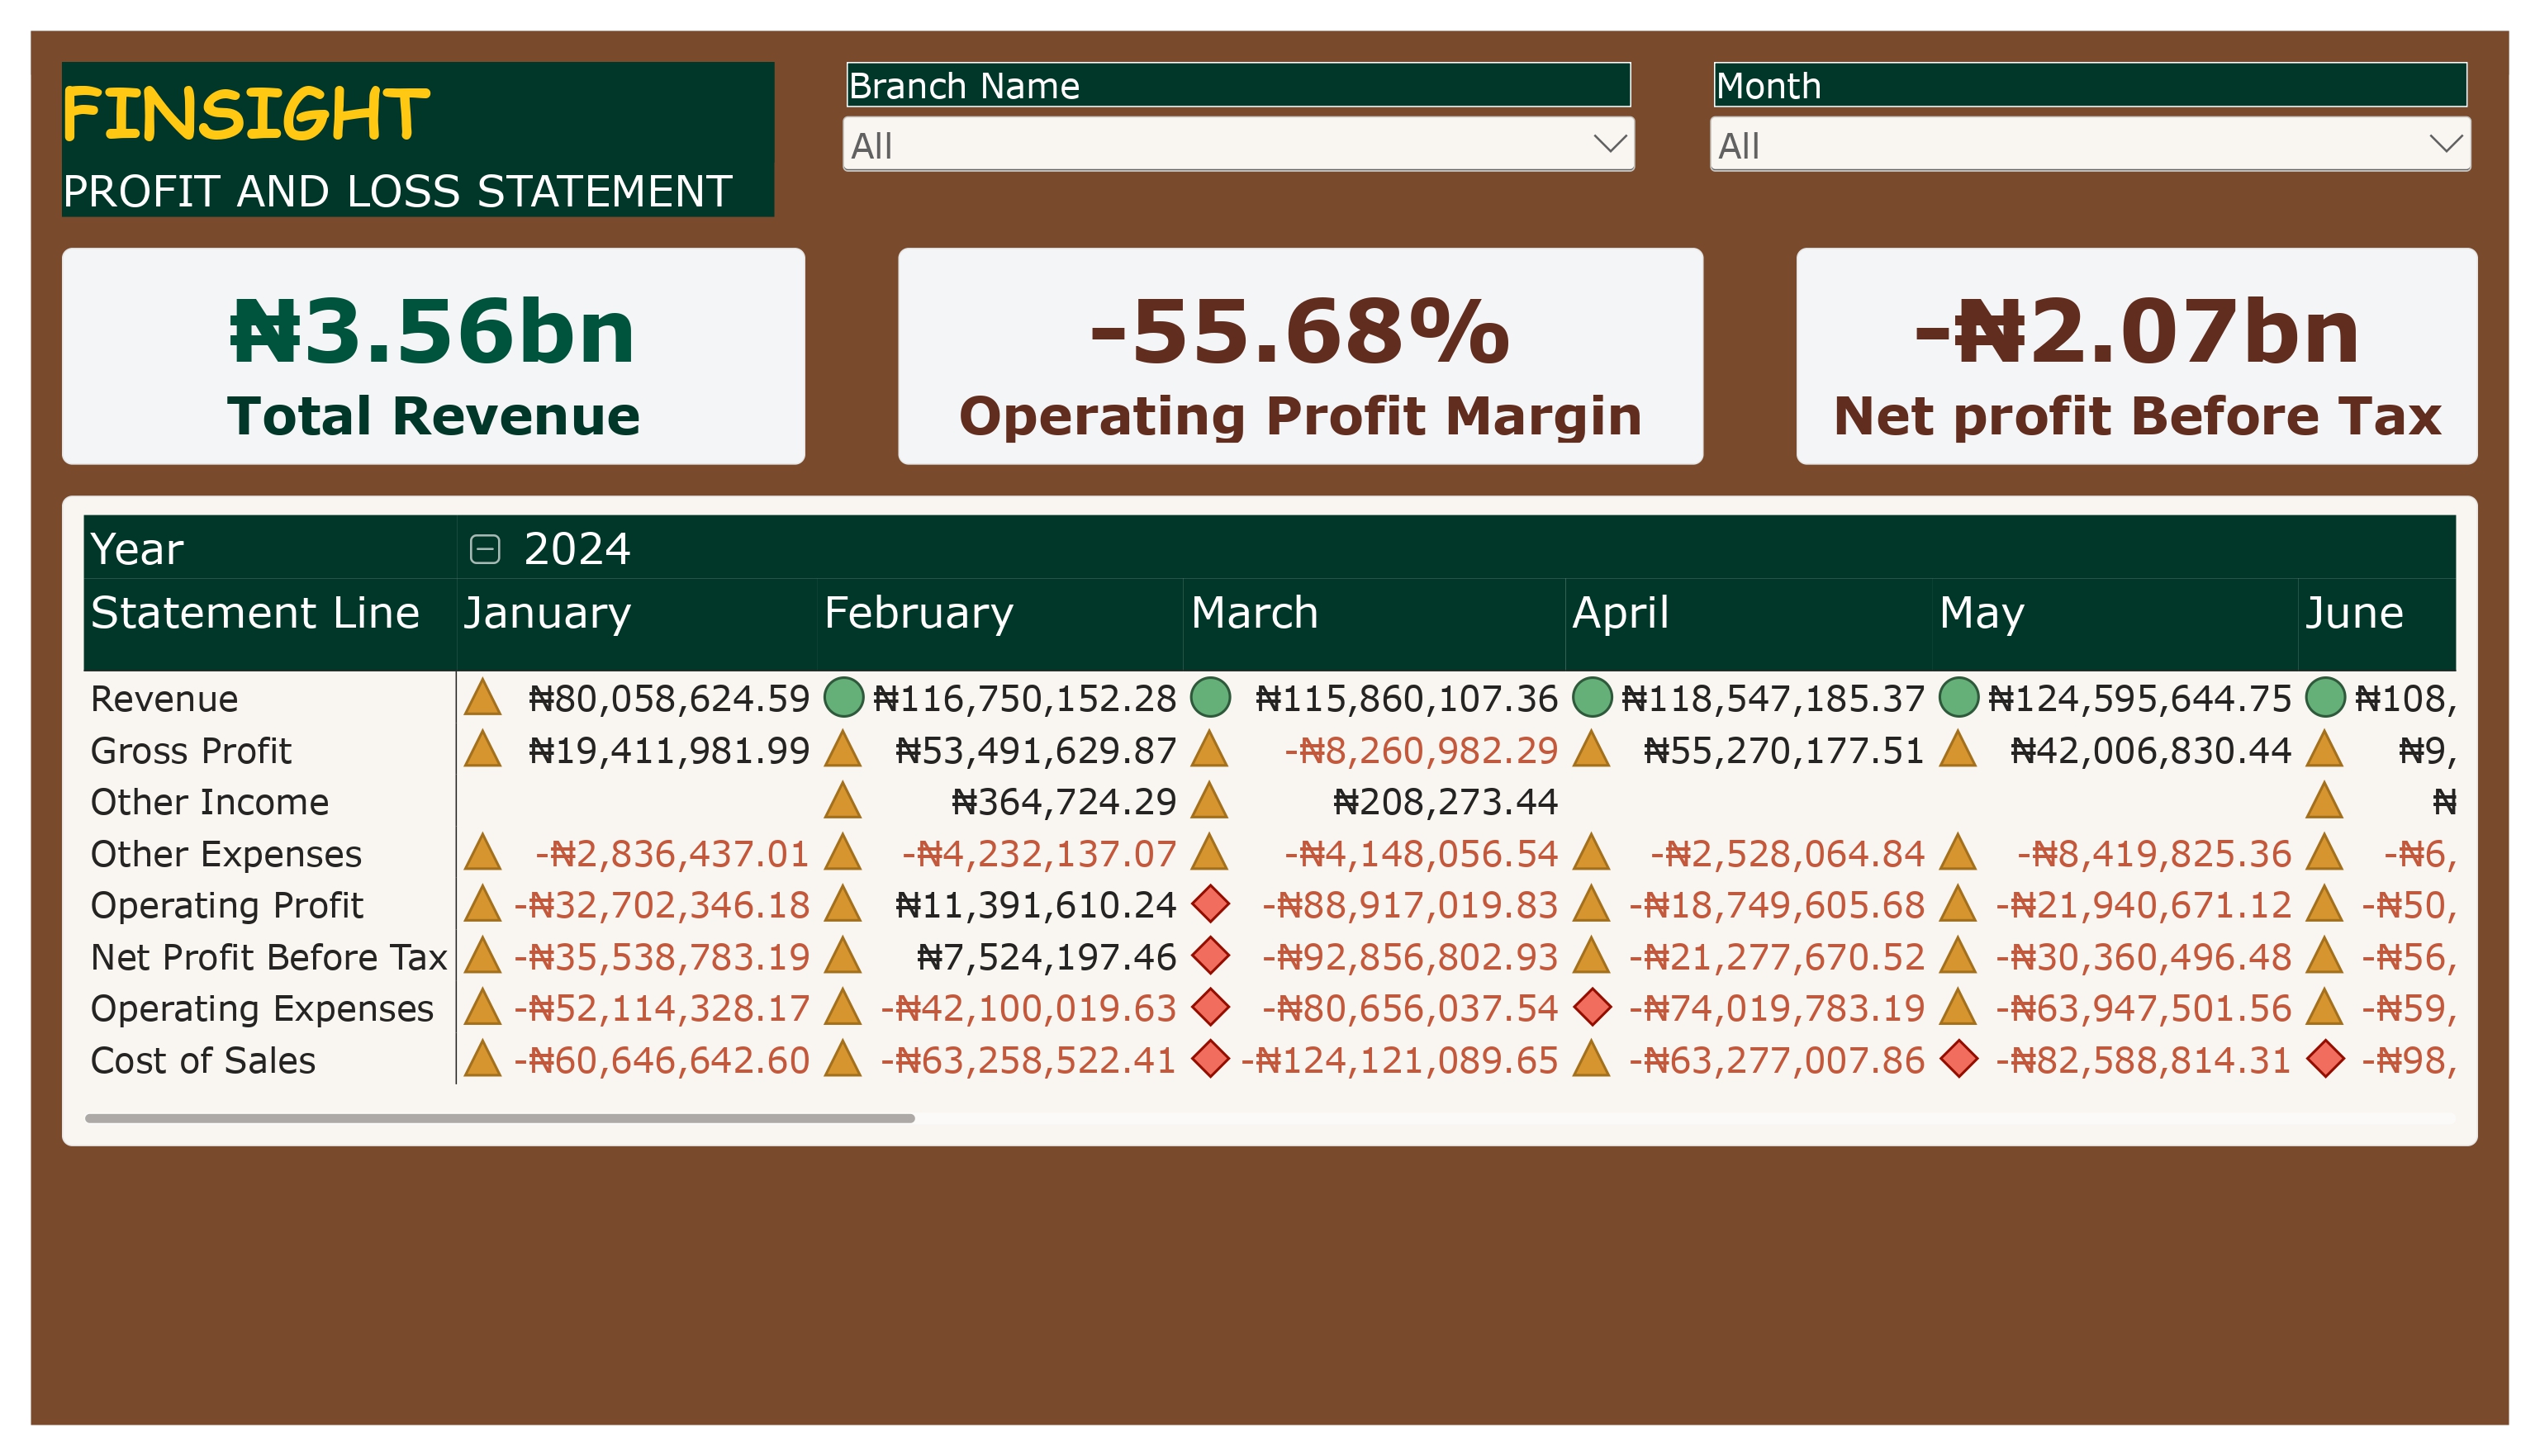 FINSIGHT
PROFIT AND LOSS STATEMENT
Branch Name
All
Month
All
₦3.56bn
Total Revenue
-55.68%
Operating Profit Margin
-₦2.07bn
Net profit Before Tax
Year 2024
Statement Line January February March April May June
Revenue ₦80,058,624.59 ₦116,750,152.28 ₦115,860,107.36 ₦118,547,185.37 ₦124,595,644.75 ₦108,
Gross Profit ₦19,411,981.99 ₦53,491,629.87 -₦8,260,982.29 ₦55,270,177.51 ₦42,006,830.44 ₦9,
Other Income ₦364,724.29 ₦208,273.44 ₦
Other Expenses -₦2,836,437.01 -₦4,232,137.07 -₦4,148,056.54 -₦2,528,064.84 -₦8,419,825.36 -₦6,
Operating Profit -₦32,702,346.18 ₦11,391,610.24 -₦88,917,019.83 -₦18,749,605.68 -₦21,940,671.12 -₦50,
Net Profit Before Tax -₦35,538,783.19 ₦7,524,197.46 -₦92,856,802.93 -₦21,277,670.52 -₦30,360,496.48 -₦56,
Operating Expenses -₦52,114,328.17 -₦42,100,019.63 -₦80,656,037.54 -₦74,019,783.19 -₦63,947,501.56 -₦59,
Cost of Sales -₦60,646,642.60 -₦63,258,522.41 -₦124,121,089.65 -₦63,277,007.86 -₦82,588,814.31 -₦98,